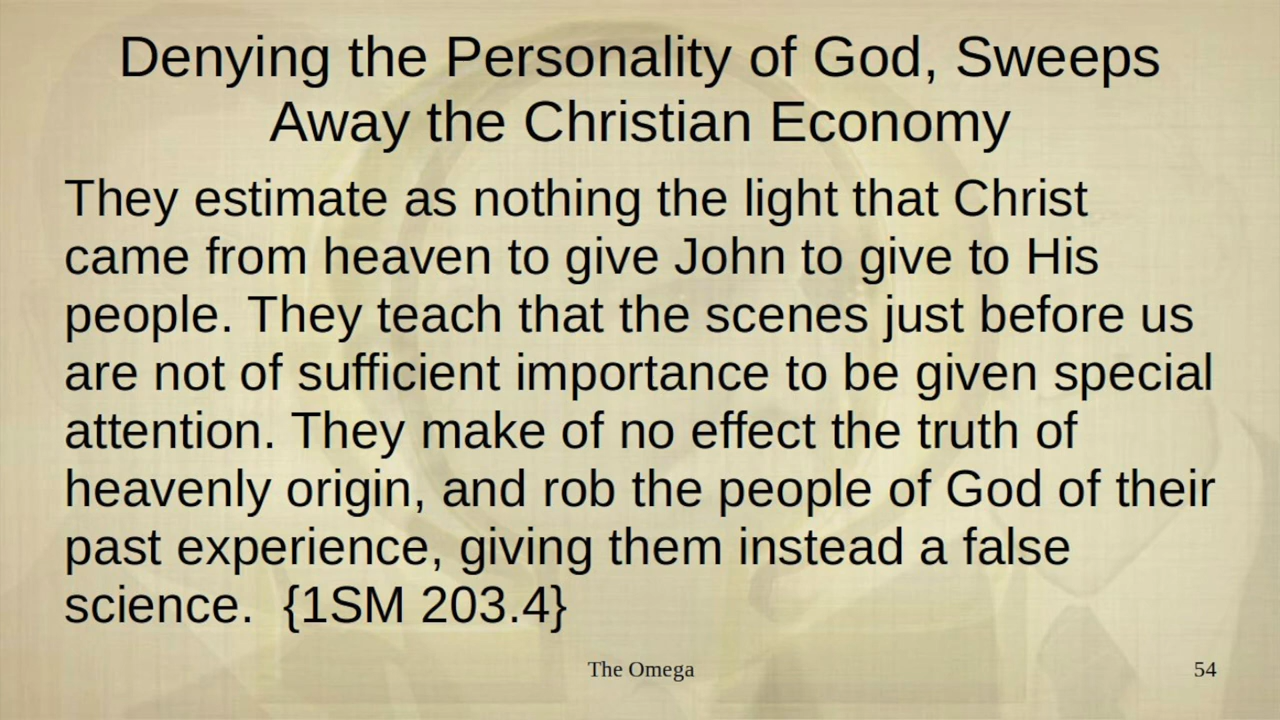 Denying the Personality of God, Sweeps
Away the Christian Economy
They estimate as nothing the light that Christ
came from heaven to give John to give to His
people. They teach that the scenes just before us
are not of sufficient importance to be given special
attention. They make of no effect the truth of
heavenly origin, and rob the people of God of their
past experience, giving them instead a false
science.  {1SM 203.4}
The Omega
54